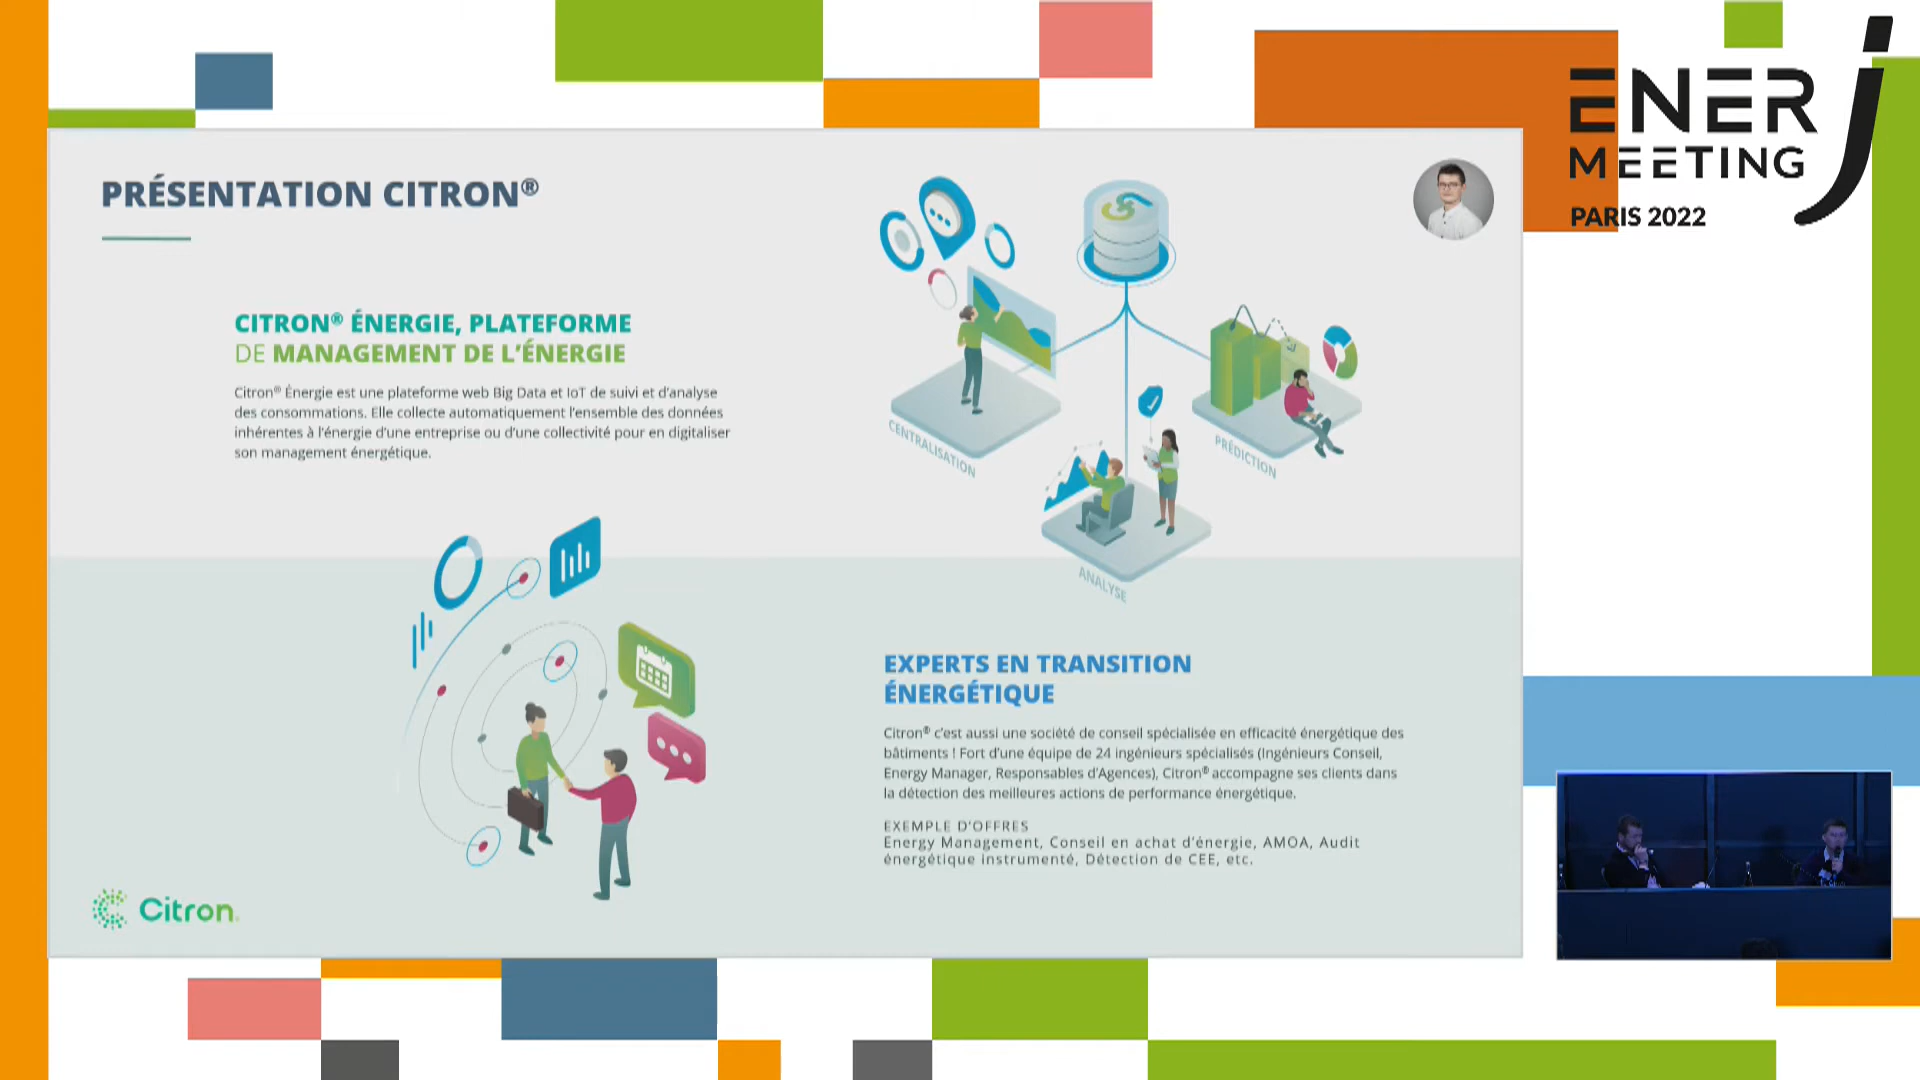 ENER J
MEETING
PARIS 2022
PRÉSENTATION CITRON®
CITRON® ÉNERGIE, PLATEFORME
DE MANAGEMENT DE L'ÉNERGIE
Citron® Énergie est une plateforme web Big Data et IoT de suivi et d'analyse
des consommations. Elle collecte automatiquement l'ensemble des données
inhérentes à l'énergie d'une entreprise ou d'une collectivité pour en digitaliser
son management énergétique.
CENTRALISATION
PRÉDICTION
ANALYSE
EXPERTS EN TRANSITION
ÉNERGÉTIQUE
Citron® c'est aussi une société de conseil spécialisée en efficacité énergétique des
bâtiments ! Fort d'une équipe de 24 ingénieurs spécialisés (Ingénieurs Conseil,
Energy Manager, Responsables d'Agences), Citron® accompagne ses clients dans
la détection des meilleures actions de performance énergétique.
EXEMPLE D'OFFRES
Energy Management, Conseil en achat d'énergie, AMOA, Audit
énergétique instrumenté, Détection de CEE, etc.
Citron®